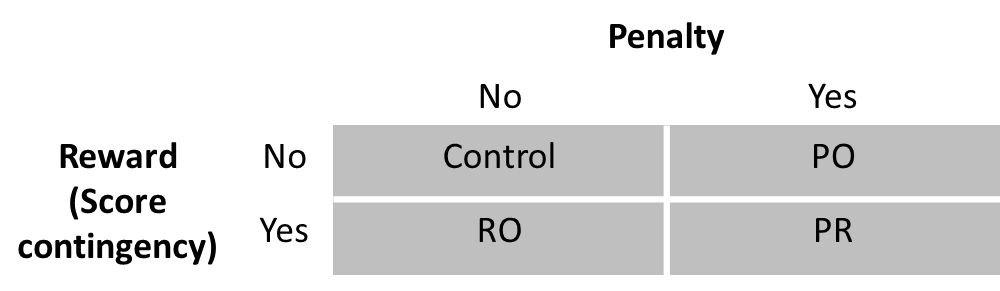 Penalty
No Yes
Reward
(Score
contingency)
No Control PO
Yes RO PR